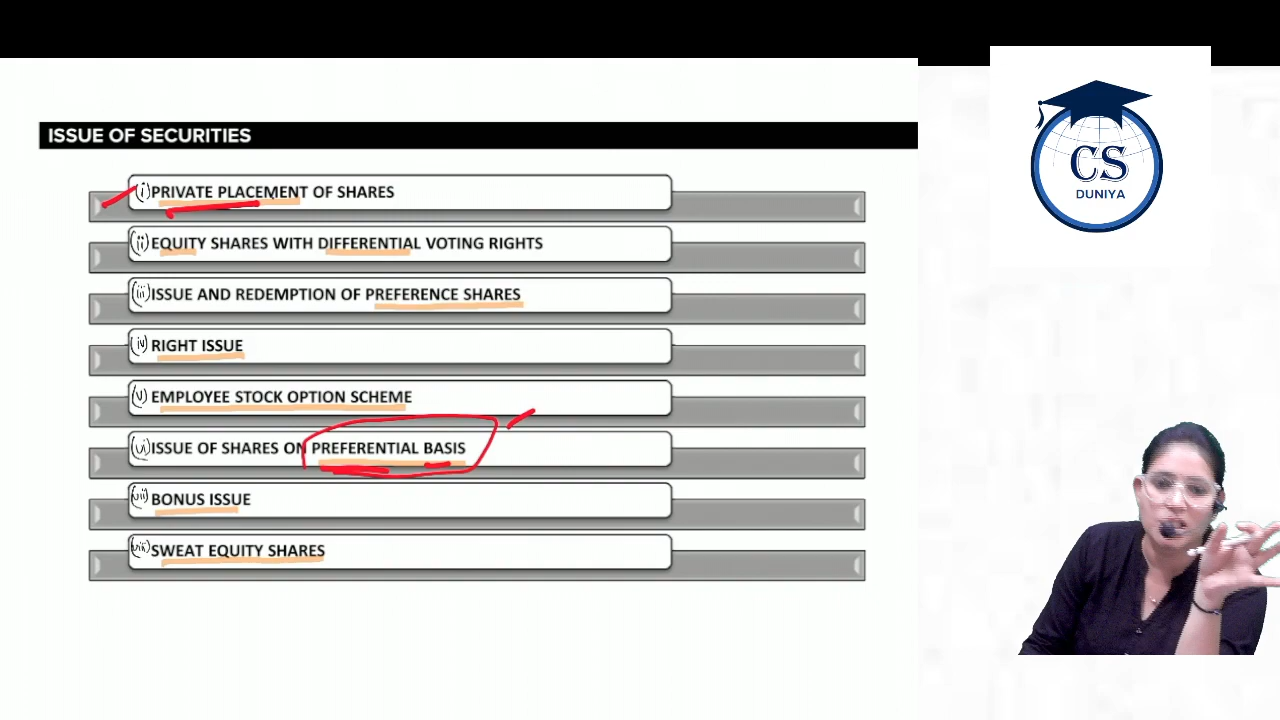 ISSUE OF SECURITIES
(i) PRIVATE PLACEMENT OF SHARES
(ii) EQUITY SHARES WITH DIFFERENTIAL VOTING RIGHTS
(iii) ISSUE AND REDEMPTION OF PREFERENCE SHARES
(iv) RIGHT ISSUE
(v) EMPLOYEE STOCK OPTION SCHEME
(vi) ISSUE OF SHARES ON PREFERENTIAL BASIS
(vii) BONUS ISSUE
(viii) SWEAT EQUITY SHARES
CS
DUNIYA